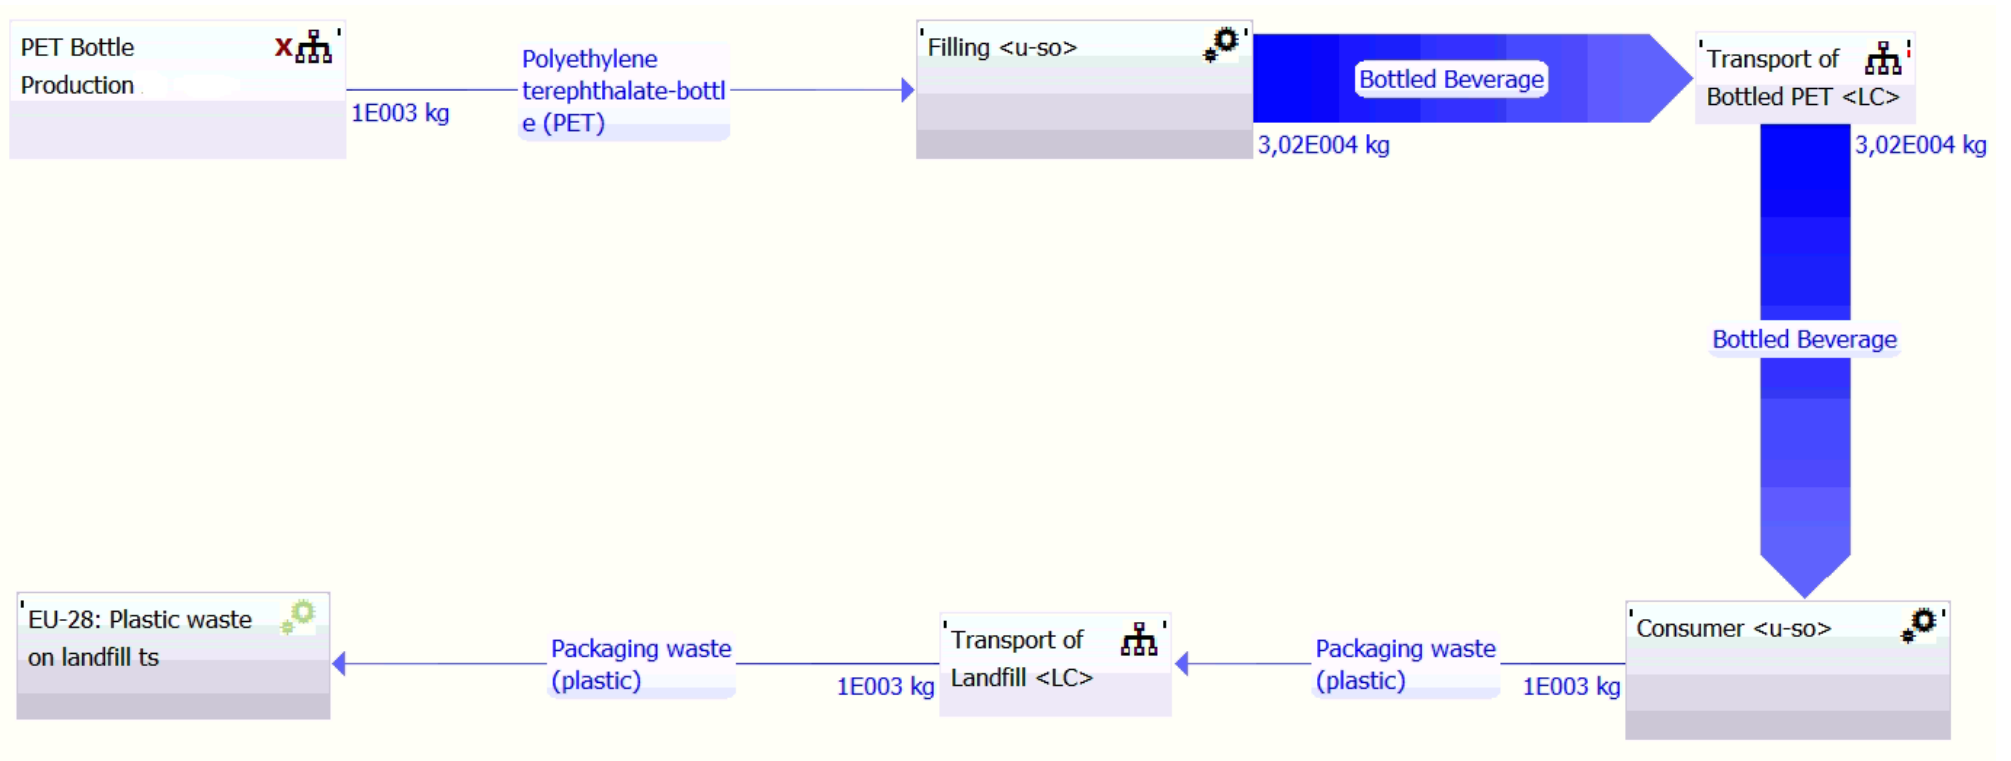 PET Bottle
Production
X
1E003 kg
Polyethylene
terephthalate-bottl
e (PET)
Filling <u-so>
Bottled Beverage
3,02E004 kg
Transport of
Bottled PET <LC>
3,02E004 kg
Bottled Beverage
Consumer <u-so>
1E003 kg
Packaging waste
(plastic)
Transport of
Landfill <LC>
1E003 kg
Packaging waste
(plastic)
EU-28: Plastic waste
on landfill ts